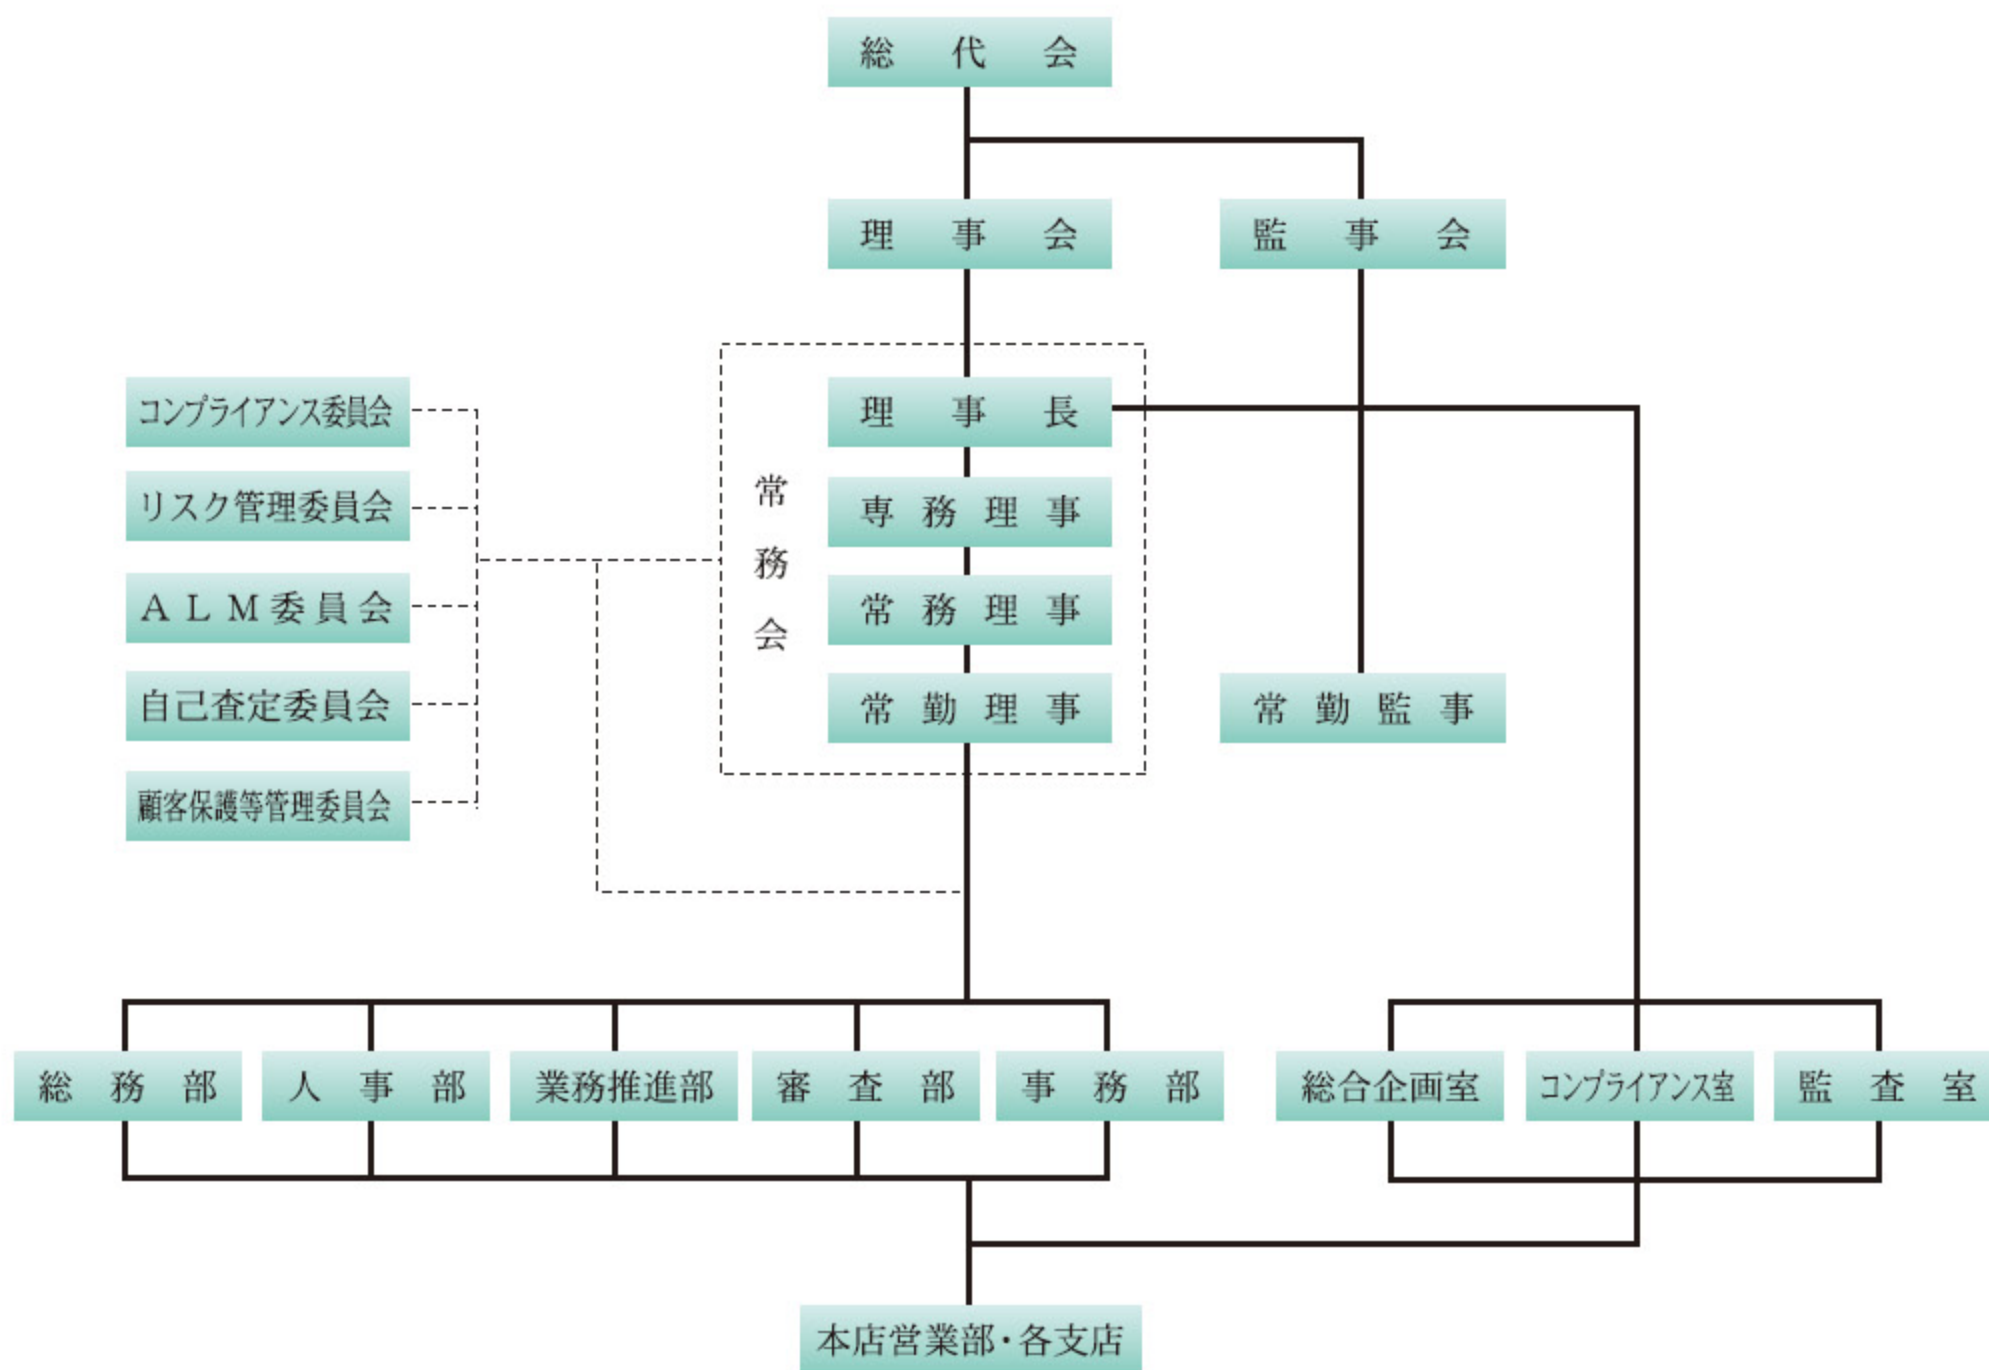 総代会
理事会
監事会
コンプライアンス委員会
リスク管理委員会
ALM委員会
自己査定委員会
顧客保護等管理委員会
常務会
理事長
専務理事
常務理事
常勤理事
常勤監事
総務部
人事部
業務推進部
審査部
事務部
総合企画室
コンプライアンス室
監査室
本店営業部・各支店